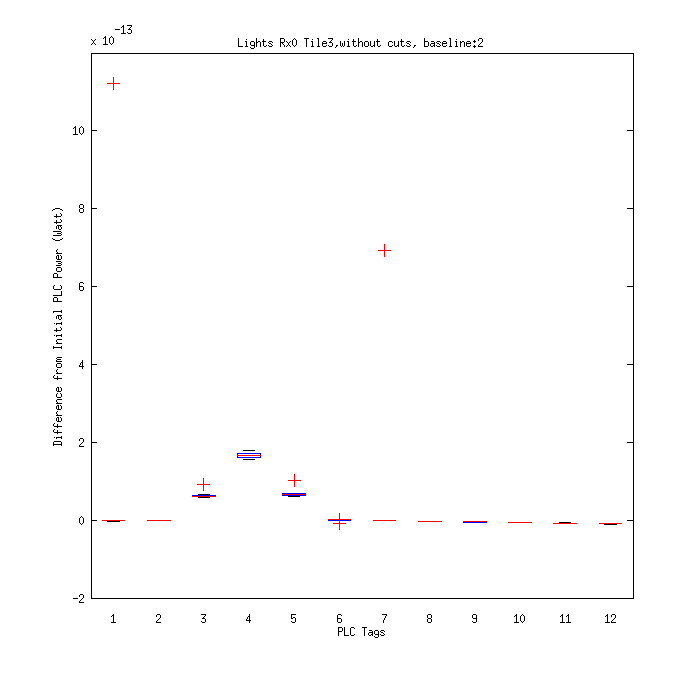 x 10-13
Lights Rx0 Tile3,without cuts, baseline:2
10
8
6
4
2
0
-2
Difference from Initial PLC Power (Watt)
1 2 3 4 5 6 7 8 9 10 11 12
PLC Tags